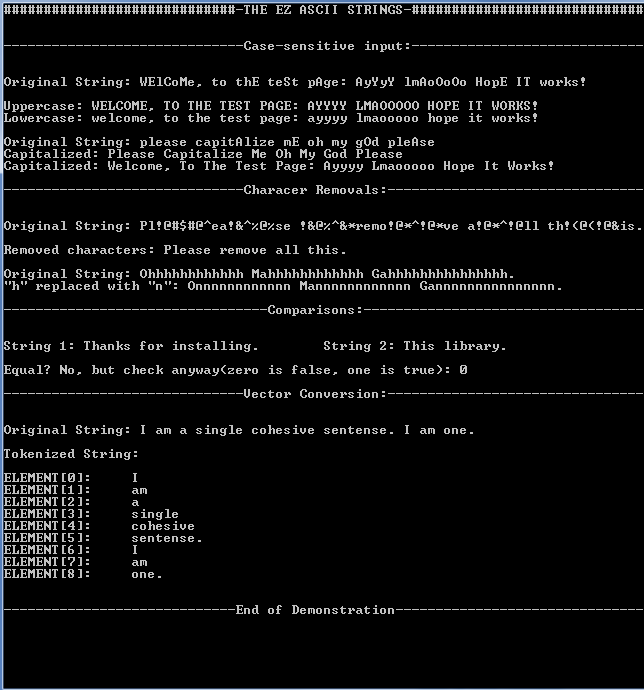 #############################-THE EZ ASCII STRINGS-#############################
------------------------------Case-sensitive input:-----------------------------
Original String: WElCoMe, to thE teSt pAge: AyYyY lmAoOoOo HopE IT works!
Uppercase: WELCOME, TO THE TEST PAGE: AYYYY LMAOOOOO HOPE IT WORKS!
Lowercase: welcome, to the test page: ayyyy lmaooooo hope it works!
Original String: please capitAlize mE oh my gOd pleAse
Capitalized: Please Capitalize Me Oh My God Please
Capitalized: Welcome, To The Test Page: Ayyyy Lmaooooo Hope It Works!
------------------------------Characer Removals:--------------------------------
Original String: Pl!@#$#@^ea!&^%@%se !&@%^&*remo!@*^!@*ve a!@*^!@ll th!(@(!@&is.
Removed characters: Please remove all this.
Original String: Ohhhhhhhhhhhh Mahhhhhhhhhhhh Gahhhhhhhhhhhhhhh.
"h" replaced with "n": Onnnnnnnnnnnn Mannnnnnnnnnnn Gannnnnnnnnnnnnnn.
---------------------------------Comparisons:-----------------------------------
String 1: Thanks for installing.        String 2: This library.
Equal? No, but check anyway(zero is false, one is true): 0
------------------------------Vector Conversion:--------------------------------
Original String: I am a single cohesive sentense. I am one.
Tokenized String:
ELEMENT[0]:     I
ELEMENT[1]:     am
ELEMENT[2]:     a
ELEMENT[3]:     single
ELEMENT[4]:     cohesive
ELEMENT[5]:     sentense.
ELEMENT[6]:     I
ELEMENT[7]:     am
ELEMENT[8]:     one.
-----------------------------End of Demonstration-------------------------------